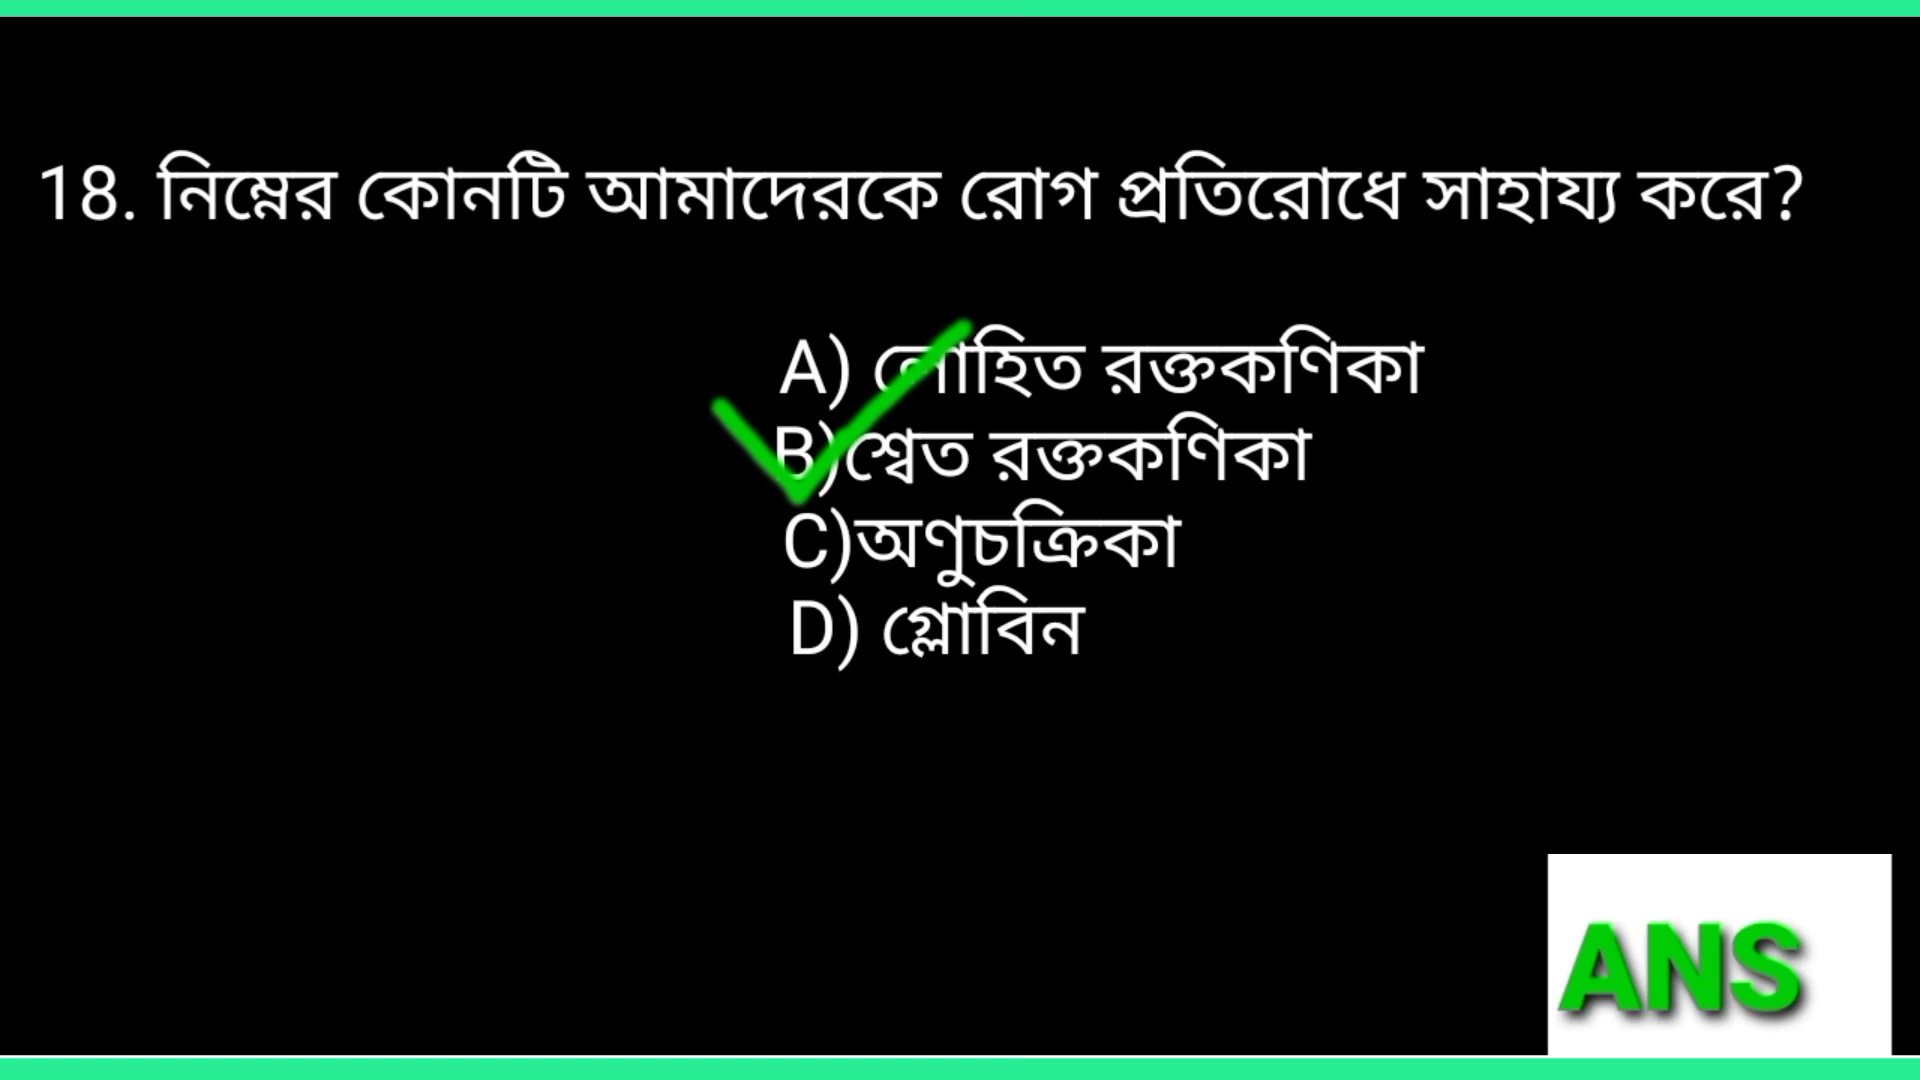 18. নিম্নের কোনটি আমাদেরকে রোগ প্রতিরোধে সাহায্য করে?
A) লোহিত রক্তকণিকা
B)শ্বেত রক্তকণিকা
C)অণুচক্রিকা
D) গ্লোবিন
ANS